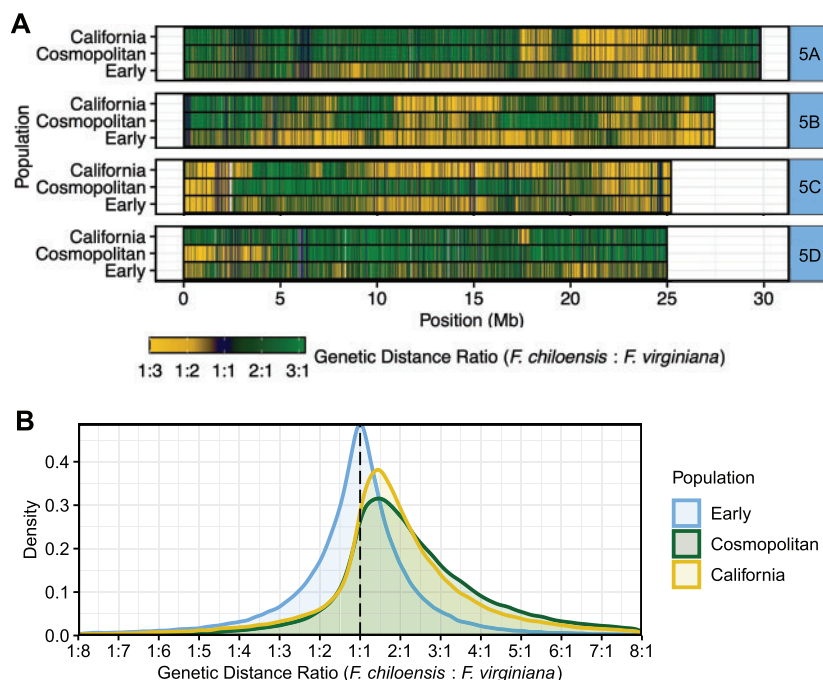 A
Population
California
Cosmopolitan
Early
5A
California
Cosmopolitan
Early
5B
California
Cosmopolitan
Early
5C
California
Cosmopolitan
Early
5D
0 5 10 15 20 25 30
Position (Mb)
1:3 1:2 1:1 2:1 3:1
Genetic Distance Ratio (F. chiloensis : F. virginiana)
B
Density
0.4
0.3
0.2
0.1
0.0
1:8 1:7 1:6 1:5 1:4 1:3 1:2 1:1 2:1 3:1 4:1 5:1 6:1 7:1 8:1
Genetic Distance Ratio (F. chiloensis : F. virginiana)
Population
Early
Cosmopolitan
California